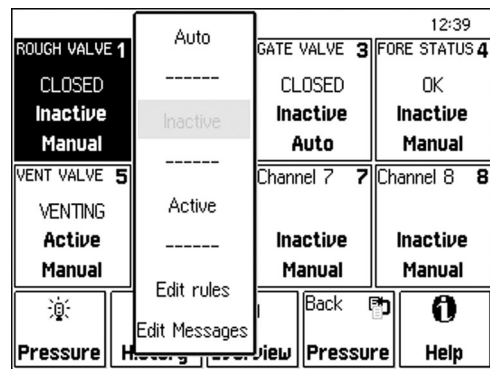 12:39
ROUGH VALVE 1
CLOSED
Inactive
Manual
Auto
------
Inactive
------
Active
------
Edit rules
Edit Messages
GATE VALVE 3
CLOSED
Inactive
Auto
FORE STATUS 4
OK
Inactive
Manual
VENT VALVE 5
VENTING
Active
Manual
Channel 7 7
Inactive
Manual
Channel 8 8
Inactive
Manual
Pressure
Back
Pressure
Help